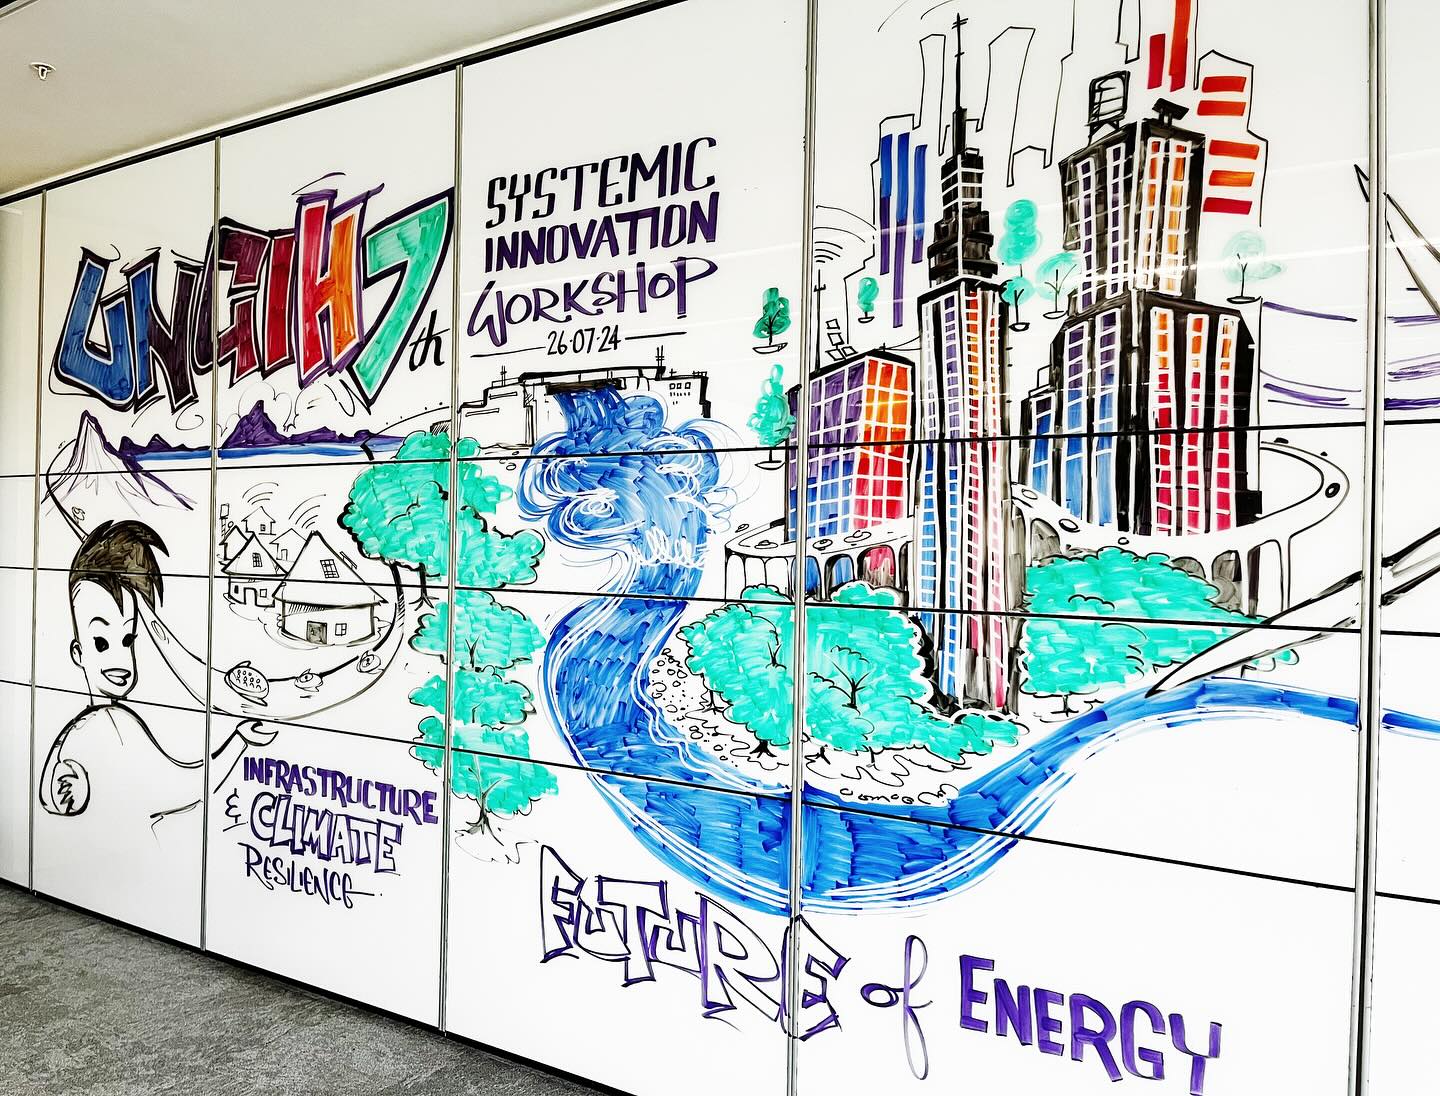 UNGIH 7th
SYSTEMIC
INNOVATION
WORKSHOP
26·07·24
INFRASTRUCTURE
& CLIMATE
RESILIENCE
FUTURE of ENERGY